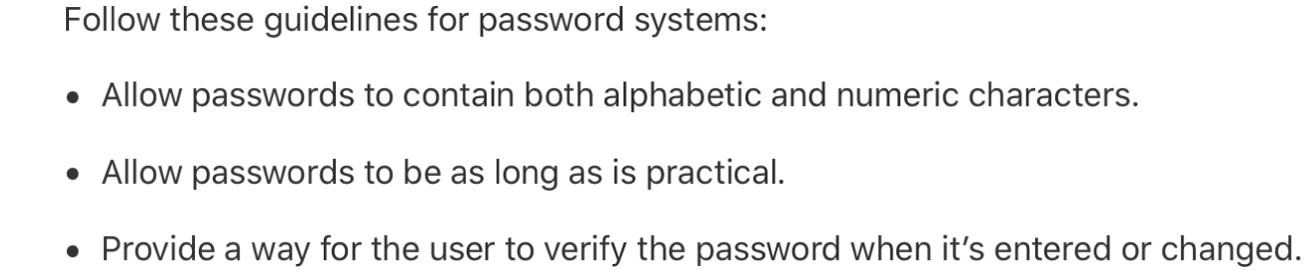 Follow these guidelines for password systems:
• Allow passwords to contain both alphabetic and numeric characters.
• Allow passwords to be as long as is practical.
• Provide a way for the user to verify the password when it’s entered or changed.